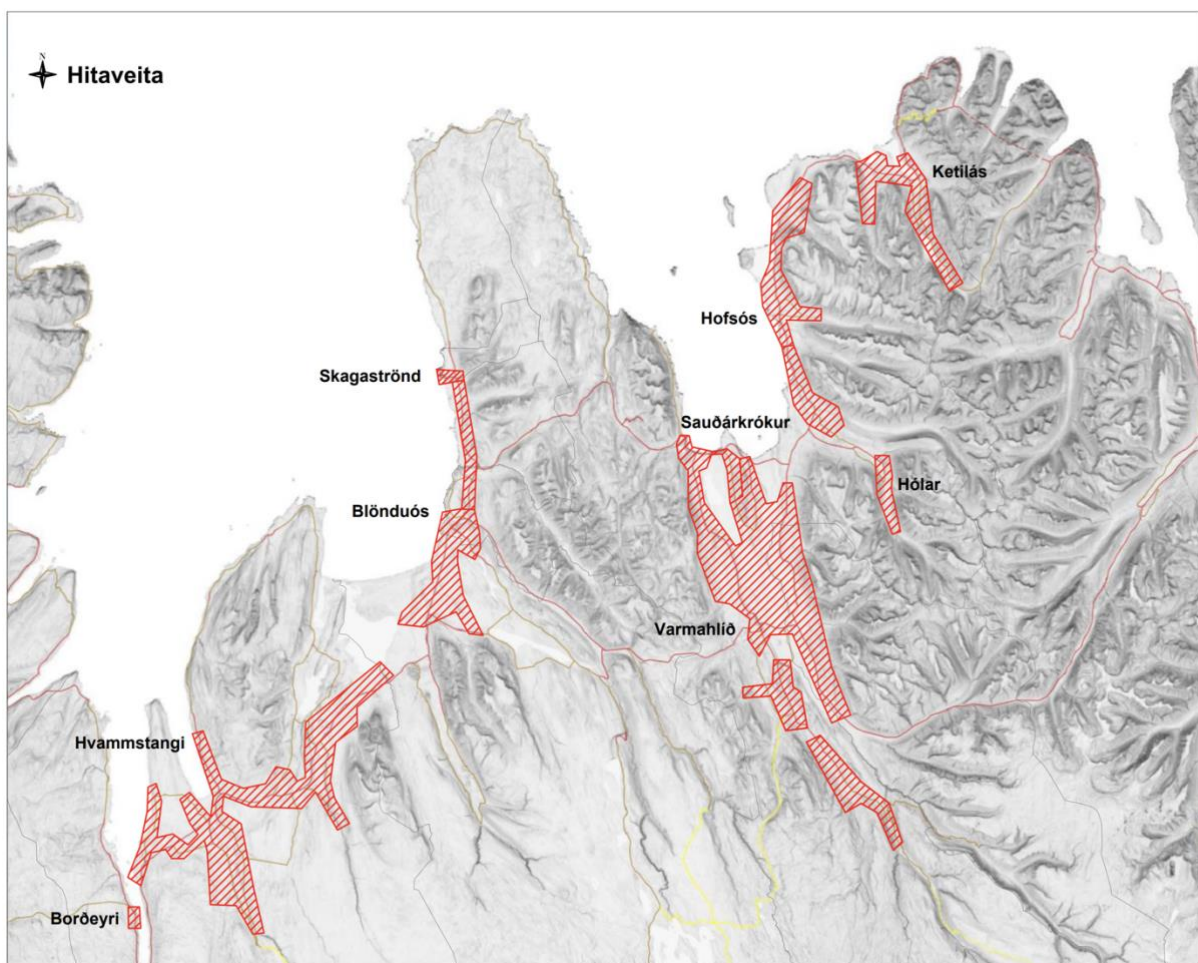 N
Hitaveita
Ketilás
Hofsós
Skagaströnd
Sauðárkrókur
Hólar
Blönduós
Varmahlíð
Hvammstangi
Borðeyri